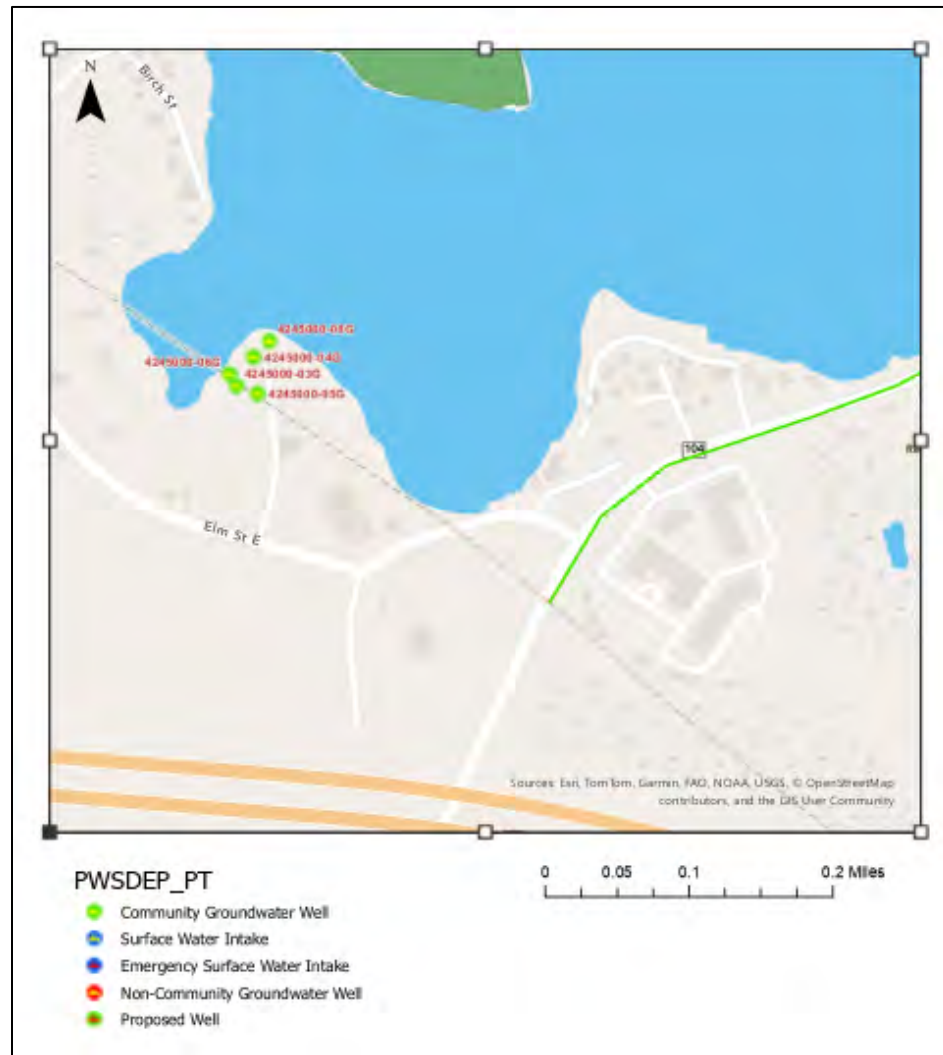 N
Birch St
4245000-04G
4245000-06G
4245000-03G
4245000-05G
104
Elm St E
Sources: Esri, TomTom, Garmin, FAO, NOAA, USGS, © OpenStreetMap
contributors, and the GIS User Community
PWSDEP_PT
0 0.05 0.1 0.2 Miles
Community Groundwater Well
Surface Water Intake
Emergency Surface Water Intake
Non-Community Groundwater Well
Proposed Well